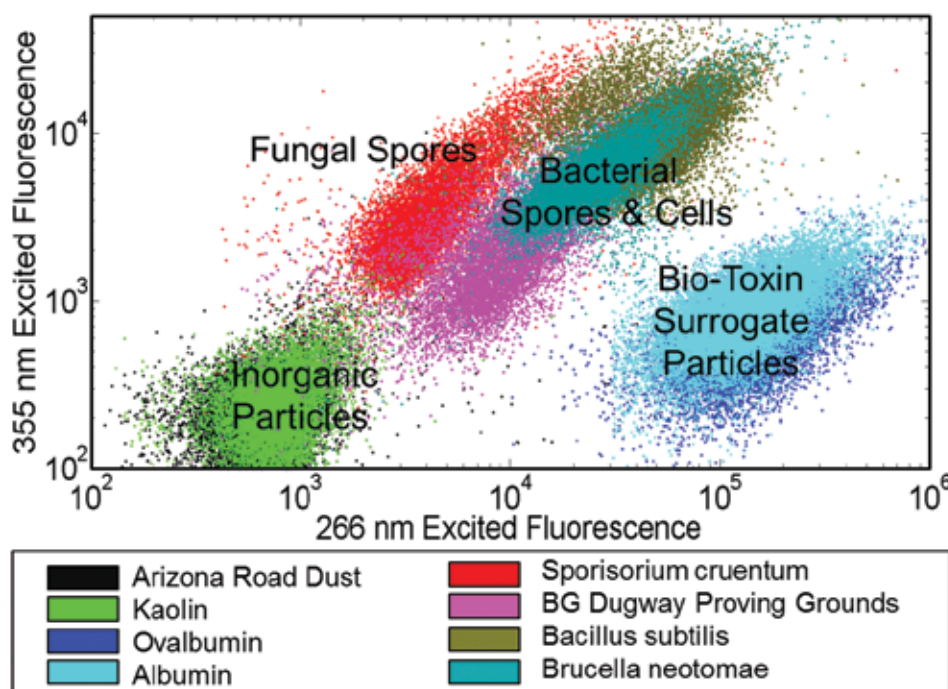 355 nm Excited Fluorescence
10^4
10^3
10^2
Fungal Spores
Bacterial
Spores & Cells
Bio-Toxin
Surrogate
Particles
Inorganic
Particles
10^2 10^3 10^4 10^5 10^6
266 nm Excited Fluorescence
Arizona Road Dust
Kaolin
Ovalbumin
Albumin
Sporisorium cruentum
BG Dugway Proving Grounds
Bacillus subtilis
Brucella neotomae